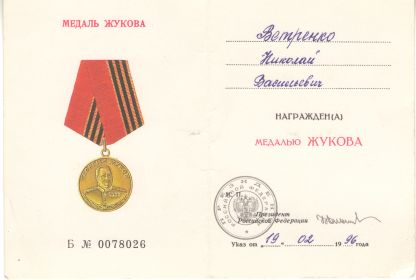 МЕДАЛЬ ЖУКОВА
Б № 0078026
Ветренко
Николай
Васильевич
НАГРАЖДЕН(А)
МЕДАЛЬЮ ЖУКОВА
М. П.
Президент
Российской Федерации
Указ от „19" 02 1996 года